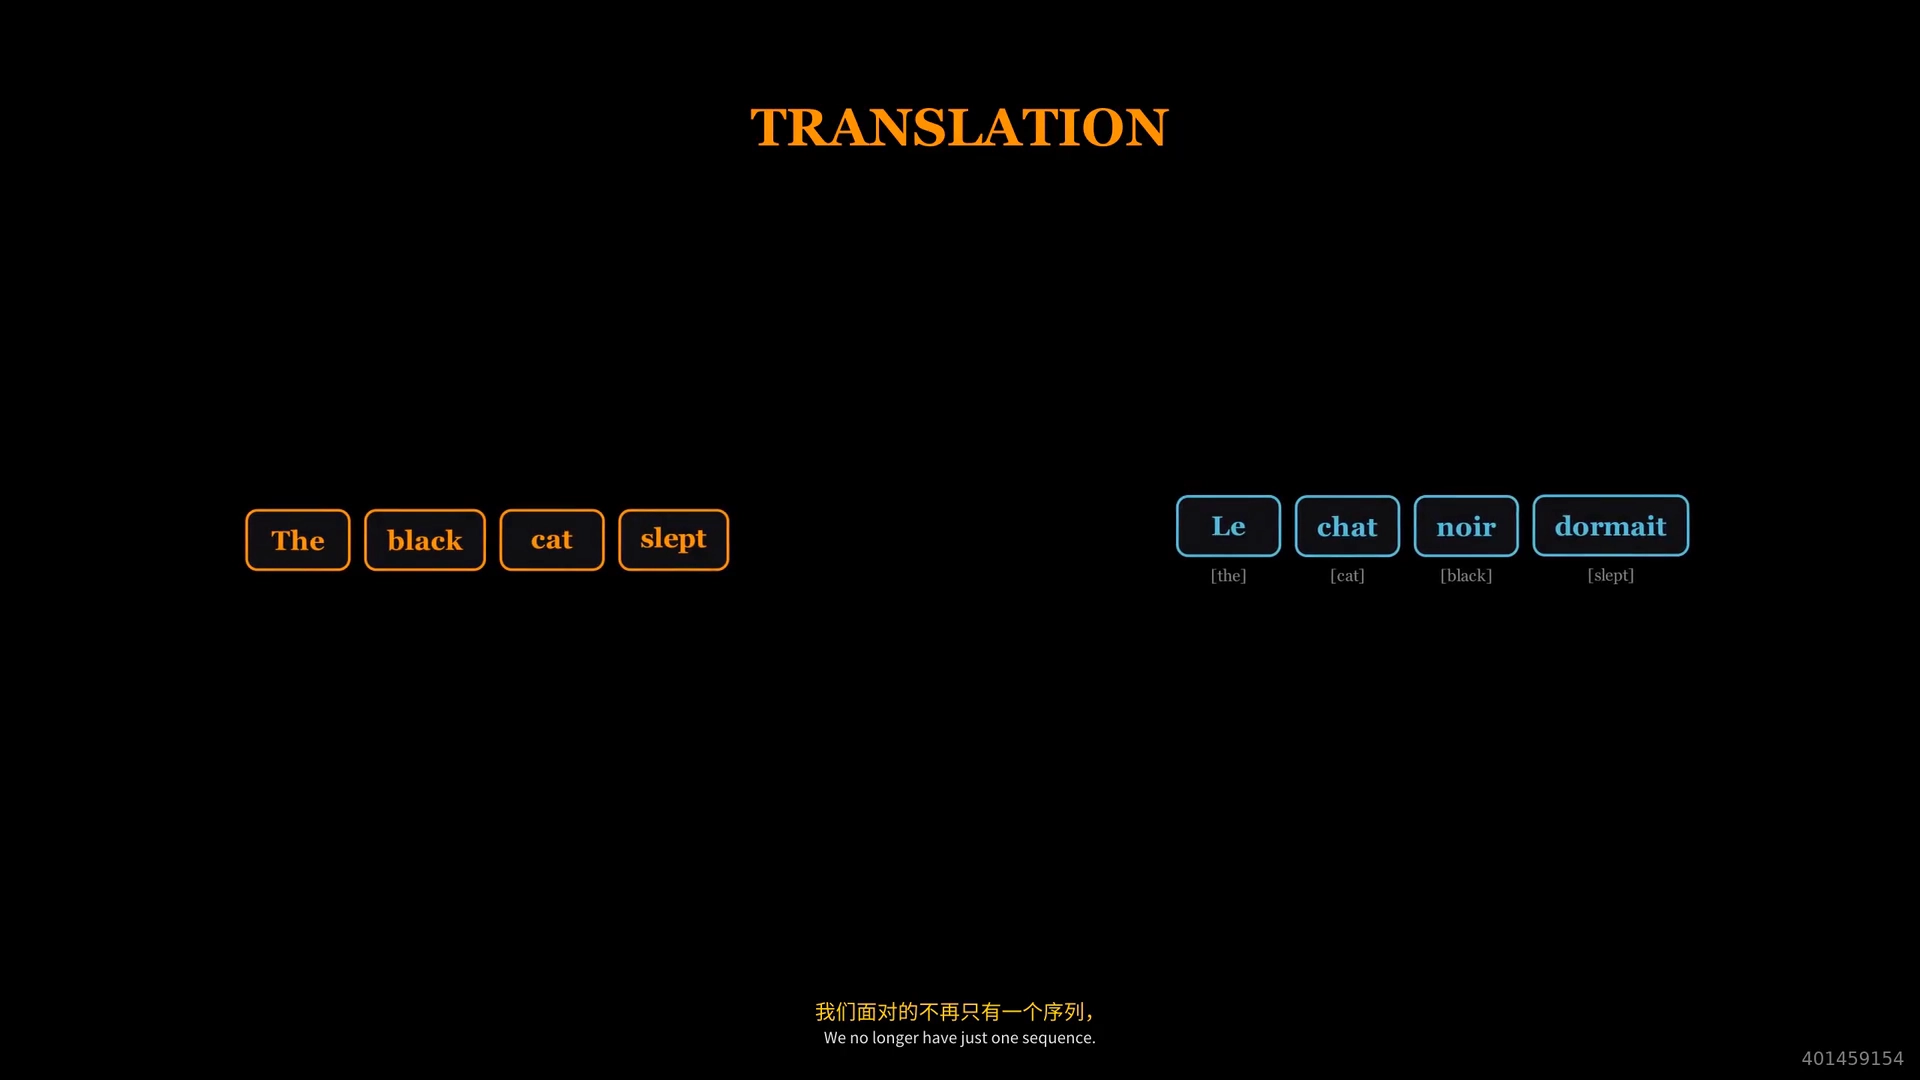 TRANSLATION
The black cat slept
Le chat noir dormait
[the] [cat] [black] [slept]
我们面对的不再只有一个序列，
We no longer have just one sequence.
401459154